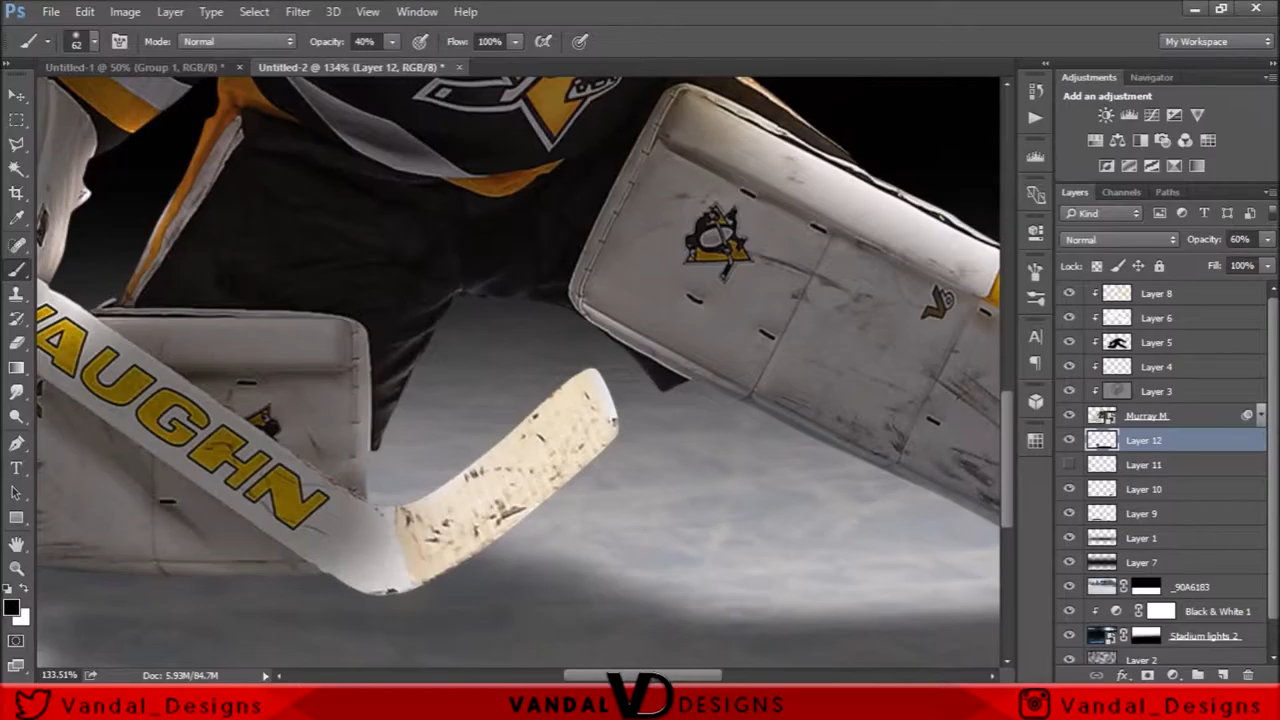 Ps File Edit Image Layer Type Select Filter 3D View Window Help
62 Mode: Normal Opacity: 40% Flow: 100% My Workspace
Untitled-1 @ 50% (Group 1, RGB/8) * × Untitled-2 @ 134% (Layer 12, RGB/8) * ×
Adjustments Navigator
Add an adjustment
Layers Channels Paths
Kind
Normal Opacity: 60%
Lock: Fill: 100%
Layer 8
Layer 6
Layer 5
Layer 4
Layer 3
Murray M
Layer 12
Layer 11
Layer 10
Layer 9
Layer 1
Layer 7
_90A6183
Black & White 1
Stadium lights 2
Layer 2
VAUGHN
133.51% Doc: 5.93M/84.7M
Vandal_Designs VANDAL VD DESIGNS Vandal_Designs